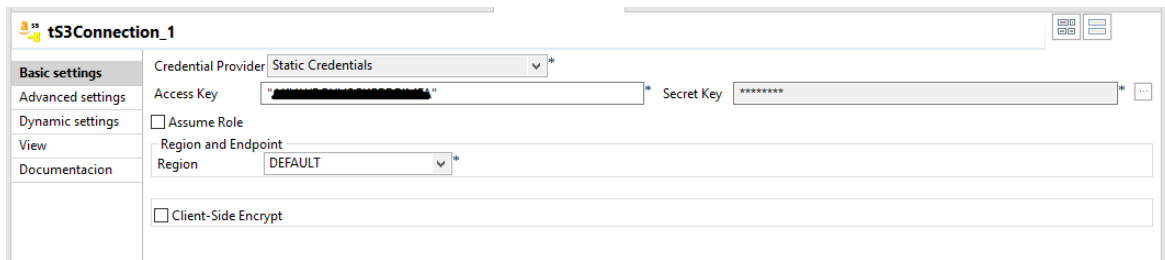 tS3Connection_1
Basic settings
Credential Provider Static Credentials *
Advanced settings
Access Key " " * Secret Key ******** * ...
Dynamic settings
Assume Role
View
Region and Endpoint
Documentacion
Region DEFAULT *
Client-Side Encrypt